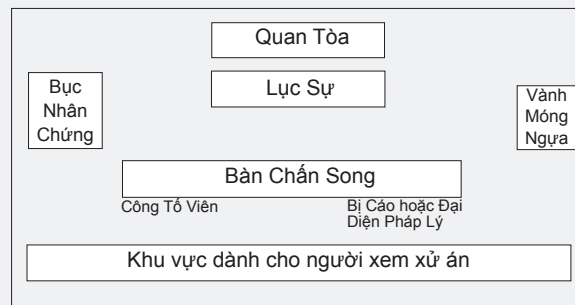 Quan Tòa
Lục Sự
Bục
Nhân
Chứng
Vành
Móng
Ngựa
Bàn Chấn Song
Công Tố Viên
Bị Cáo hoặc Đại
Diện Pháp Lý
Khu vực dành cho người xem xử án